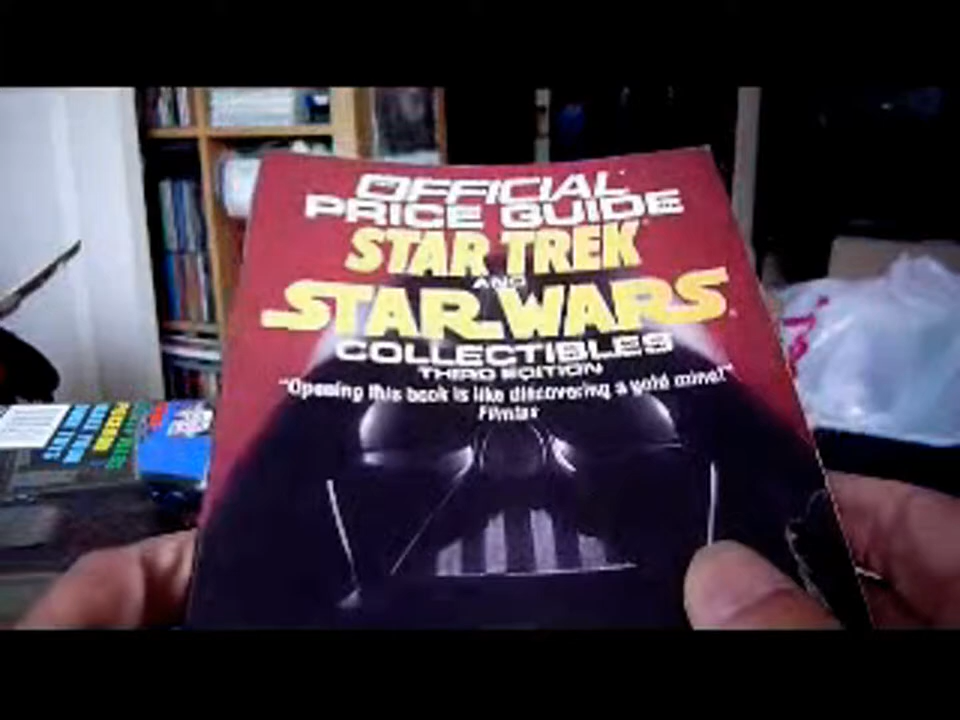 OFFICIAL
PRICE GUIDE
STAR TREK
AND
STAR WARS
COLLECTIBLES
THIRD EDITION
"Opening this book is like discovering a gold mine!"
Filmfax